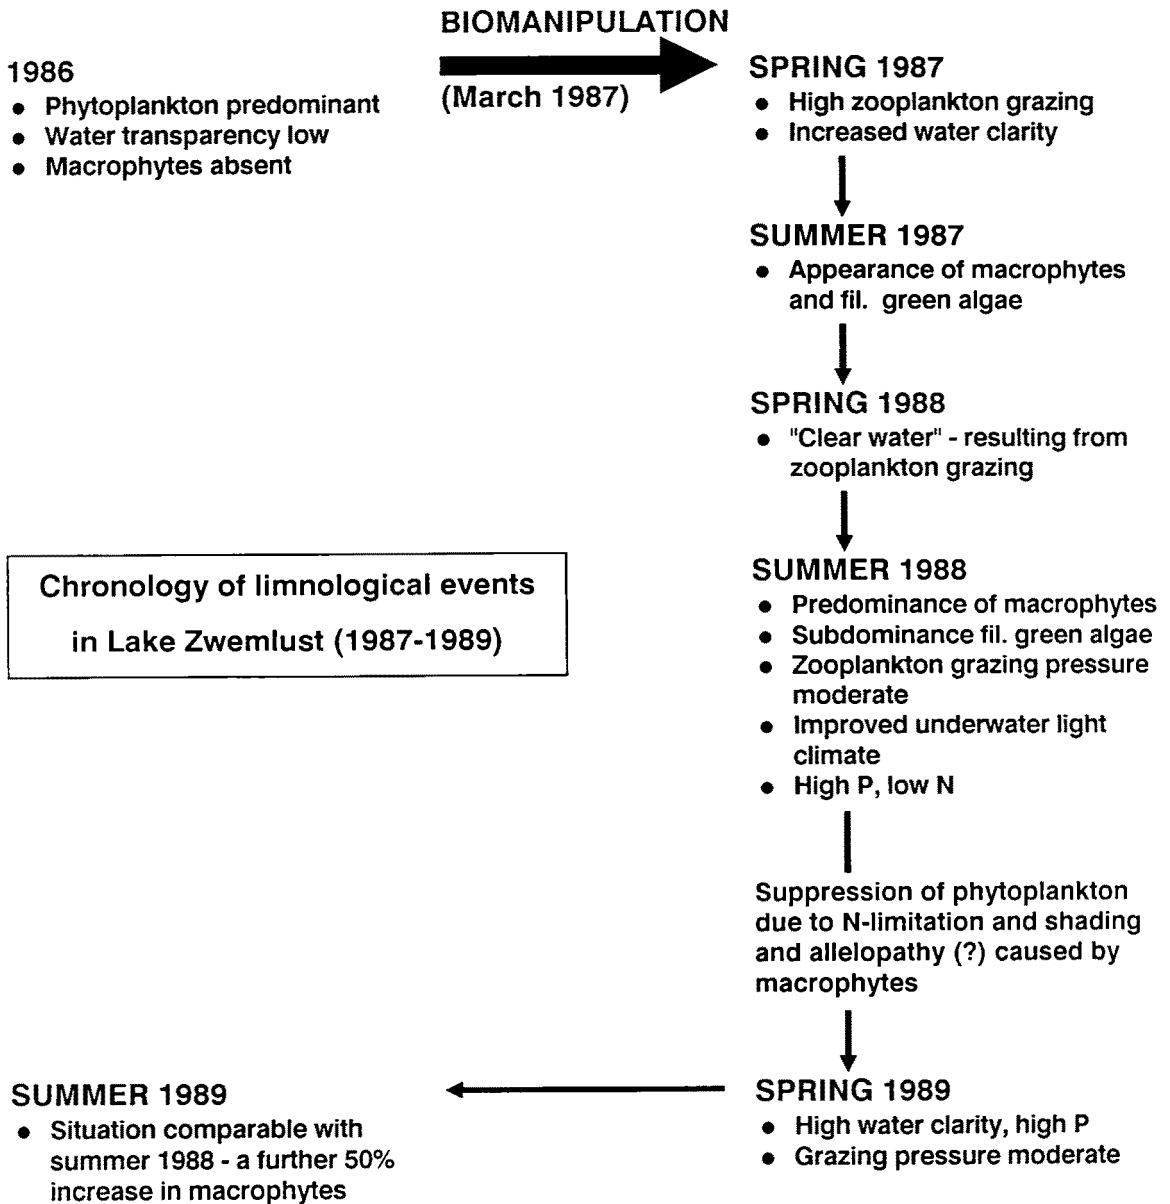 BIOMANIPULATION
(March 1987)
1986
• Phytoplankton predominant
• Water transparency low
• Macrophytes absent
SPRING 1987
• High zooplankton grazing
• Increased water clarity
SUMMER 1987
• Appearance of macrophytes
and fil. green algae
SPRING 1988
• "Clear water" - resulting from
zooplankton grazing
Chronology of limnological events
in Lake Zwemlust (1987-1989)
SUMMER 1988
• Predominance of macrophytes
• Subdominance fil. green algae
• Zooplankton grazing pressure
moderate
• Improved underwater light
climate
• High P, low N
Suppression of phytoplankton
due to N-limitation and shading
and allelopathy (?) caused by
macrophytes
SPRING 1989
• High water clarity, high P
• Grazing pressure moderate
SUMMER 1989
• Situation comparable with
summer 1988 - a further 50%
increase in macrophytes